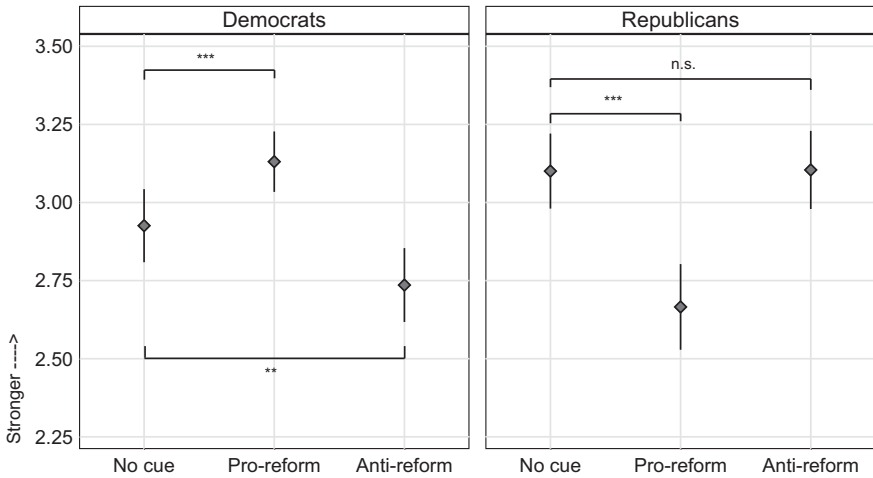 Democrats
Republicans
3.50
3.25
3.00
2.75
2.50
2.25
Stronger ---->
***
**
n.s.
***
No cue Pro-reform Anti-reform
No cue Pro-reform Anti-reform